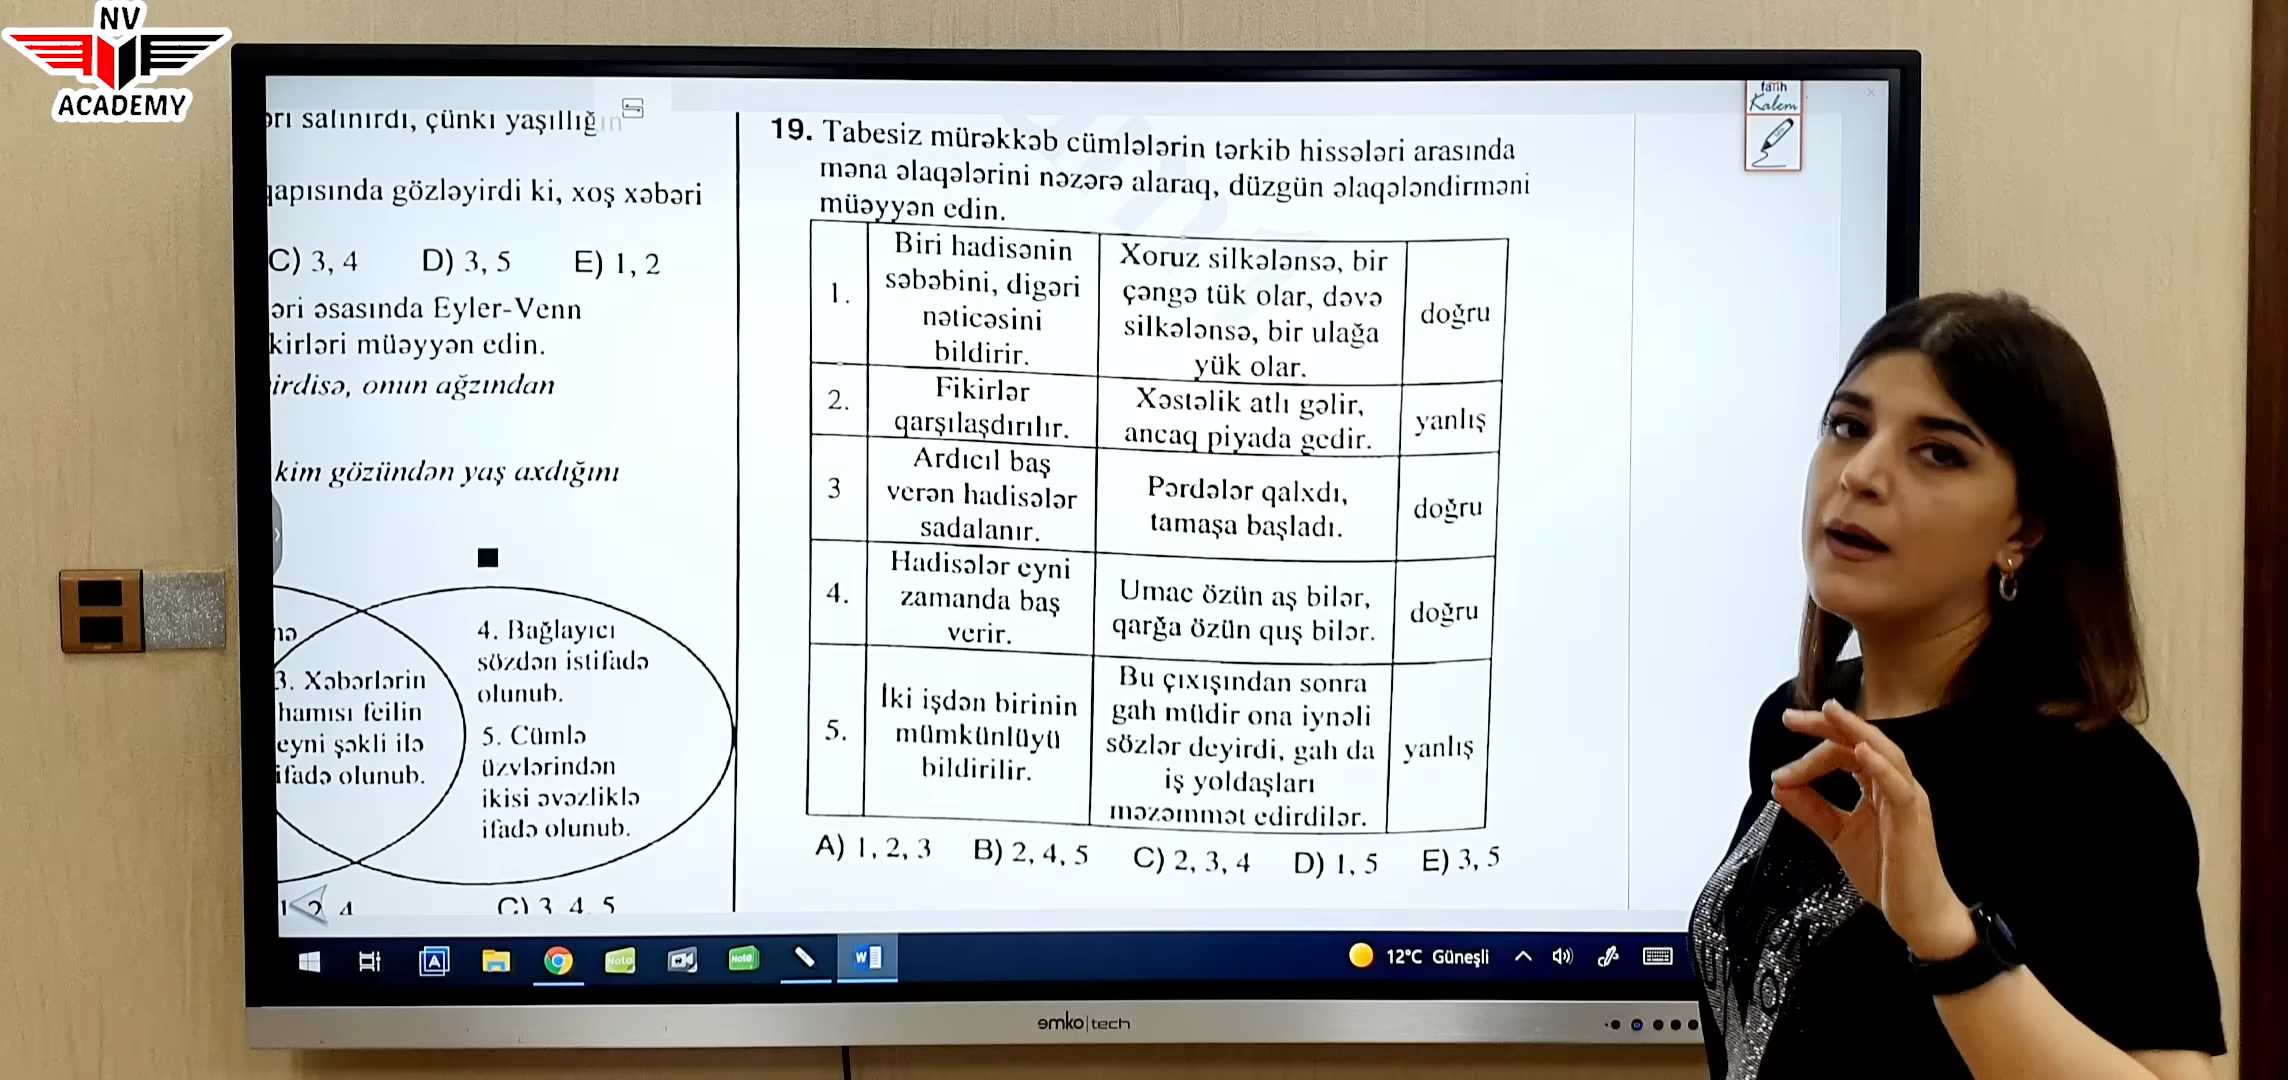 NV
ACADEMY
salınırdı, çünki yaşıllığın
qapısında gözləyirdi ki, xoş xəbəri
C) 3, 4 D) 3, 5 E) 1, 2
əri əsasında Eyler-Venn
kirləri müəyyən edin.
irdisə, onun ağzından
kim gözündən yaş axdığını
3. Xəbərlərin
hamısı feilin
eyni şəkli ilə
ifadə olunub.
4. Bağlayıcı
sözdən istifadə
olunub.
5. Cümlə
üzvlərindən
ikisi əvəzliklə
ifadə olunub.
C) 3 4 5
19. Tabesiz mürəkkəb cümlələrin tərkib hissələri arasında
məna əlaqələrini nəzərə alaraq, düzgün əlaqələndirməni
müəyyən edin.
1.
Biri hadisənin
səbəbini, digəri
nəticəsini
bildirir.
Xoruz silkələnsə, bir
çəngə tük olar, dəvə
silkələnsə, bir ulağa
yük olar.
doğru
2.
Fikirlər
qarşılaşdırılır.
Xəstəlik atlı gəlir,
ancaq piyada gedir.
yanlış
3
Ardıcıl baş
verən hadisələr
sadalanır.
Pərdələr qalxdı,
tamaşa başladı.
doğru
4.
Hadisələr eyni
zamanda baş
verir.
Umac özün aş bilər,
qarğa özün quş bilər.
doğru
5.
İki işdən birinin
mümkünlüyü
bildirilir.
Bu çıxışından sonra
gah müdir ona iynəli
sözlər deyirdi, gah da
iş yoldaşları
məzəmmət edirdilər.
yanlış
A) 1, 2, 3 B) 2, 4, 5 C) 2, 3, 4 D) 1, 5 E) 3, 5
fatih
Kalem
Note
Note
W
A
12°C Güneşli
emko|tech